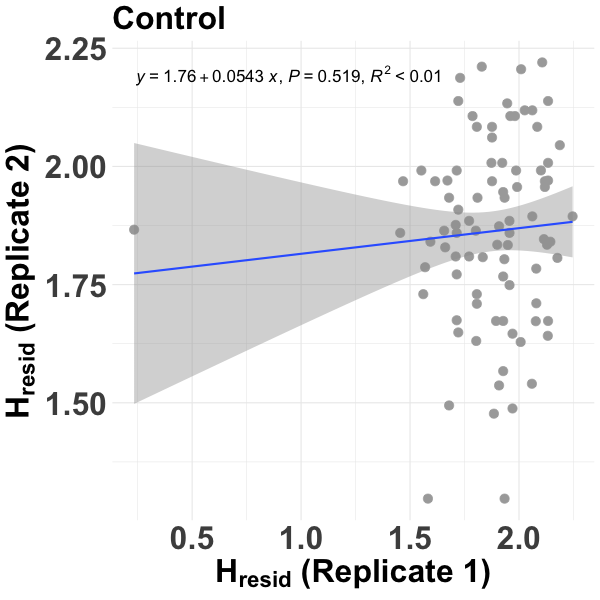 Control
y = 1.76 + 0.0543 x, P = 0.519, R² < 0.01
2.25
2.00
1.75
1.50
H_resid (Replicate 2)
0.5 1.0 1.5 2.0
H_resid (Replicate 1)